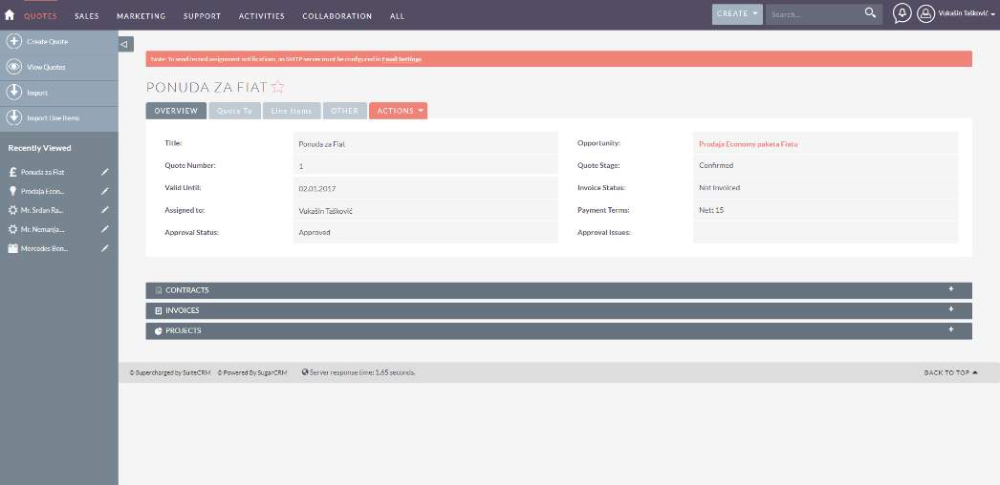 QUOTES SALES MARKETING SUPPORT ACTIVITIES COLLABORATION ALL CREATE Search... Vukašin Tašković
Create Quote
View Quotes
Import
Import Line Items
Recently Viewed
Ponuda za Fiat
Prodaja Econ...
Mr. Srđan Ra...
Mr. Nemanja ...
Mercedes Ben...
Note: To send record assignment notifications, an SMTP server must be configured in Email Settings.
PONUDA ZA FIAT
OVERVIEW Quote To Line Items OTHER ACTIONS
Title: Ponuda za Fiat Opportunity: Prodaja Economy paketa Fiatu
Quote Number: 1 Quote Stage: Confirmed
Valid Until: 02.01.2017 Invoice Status: Not Invoiced
Assigned to: Vukašin Tašković Payment Terms: Nett 15
Approval Status: Approved Approval Issues:
CONTRACTS +
INVOICES +
PROJECTS +
© Supercharged by SuiteCRM © Powered By SugarCRM Server response time: 1.65 seconds. BACK TO TOP